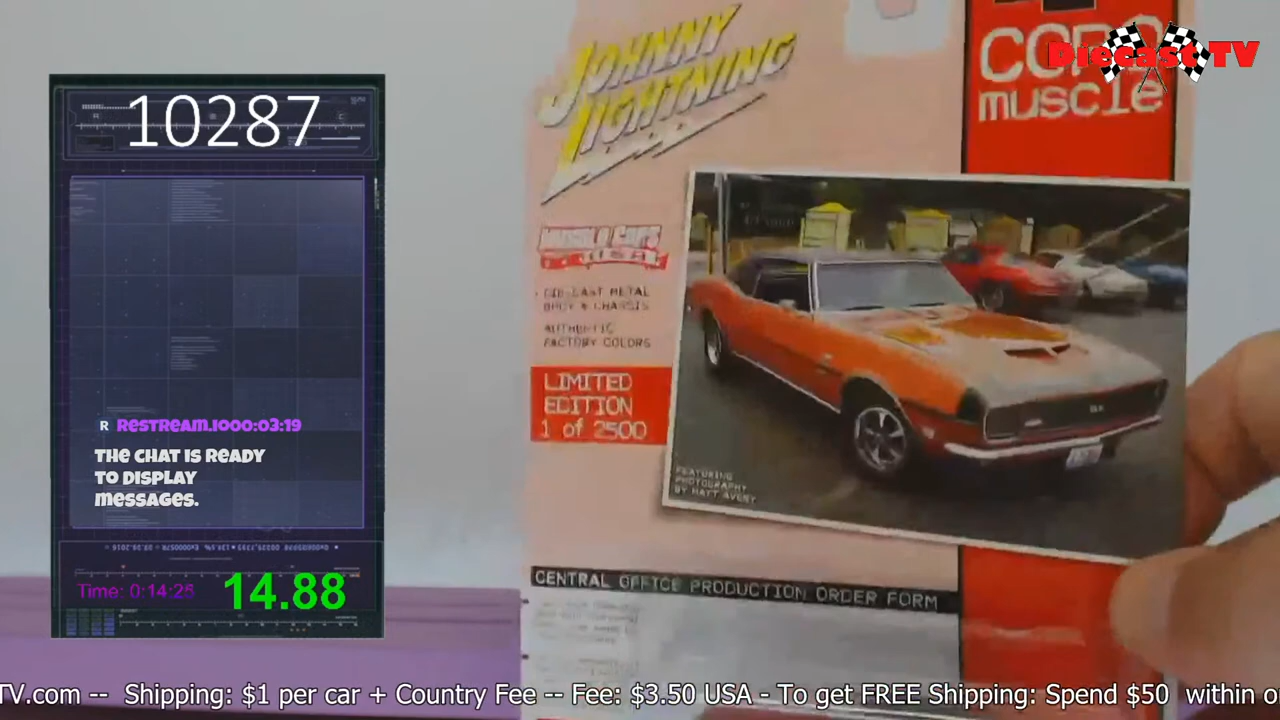 10287
Restream.io00:03:19
The chat is ready
to display
messages.
Time: 0:14:25
14.88
JOHNNY
LIGHTNING
MUSCLE CARS
U.S.A.
DIE-CAST METAL
BODY & CHASSIS
AUTHENTIC
FACTORY COLORS
LIMITED
EDITION
1 of 2500
FEATURING
PHOTOGRAPHY
BY MATT AVERY
CENTRAL OFFICE PRODUCTION ORDER FORM
muscle
Diecast TV
TV.com -- Shipping: $1 per car + Country Fee -- Fee: $3.50 USA - To get FREE Shipping: Spend $50 within o